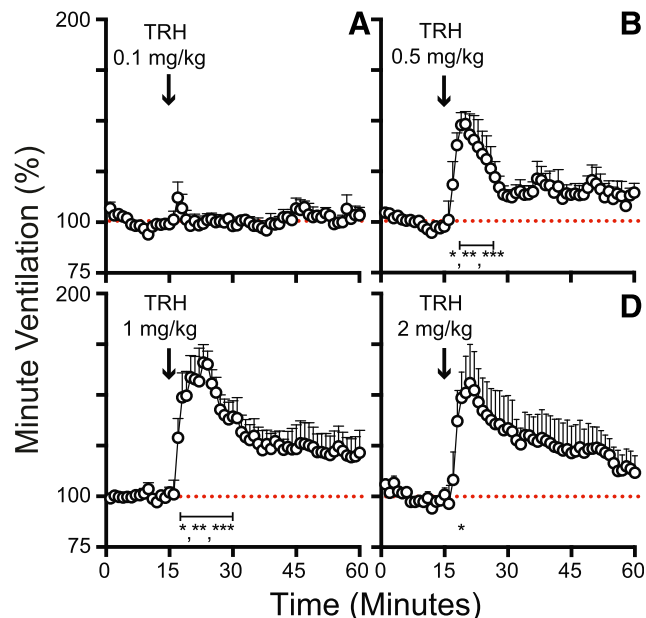 200
TRH
0.1 mg/kg
A
TRH
0.5 mg/kg
B
100
75
*,**,***
200
TRH
1 mg/kg
TRH
2 mg/kg
D
100
75
*,**,***
*
0 15 30 45 60
0 15 30 45 60
Minute Ventilation (%)
Time (Minutes)